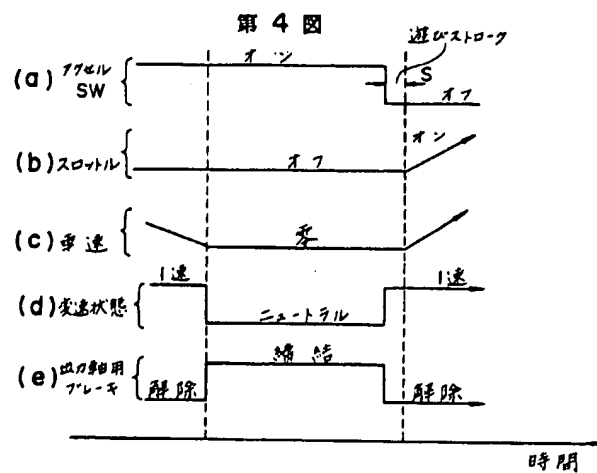 第4図
遊びストローク
(a) アクセル
SW
オン
S
オフ
(b) スロットル
オフ
オン
(c)車速
零
(d) 変速状態
1速
ニュートラル
1速
(e) 出力軸用
ブレーキ
解除
締結
解除
時間